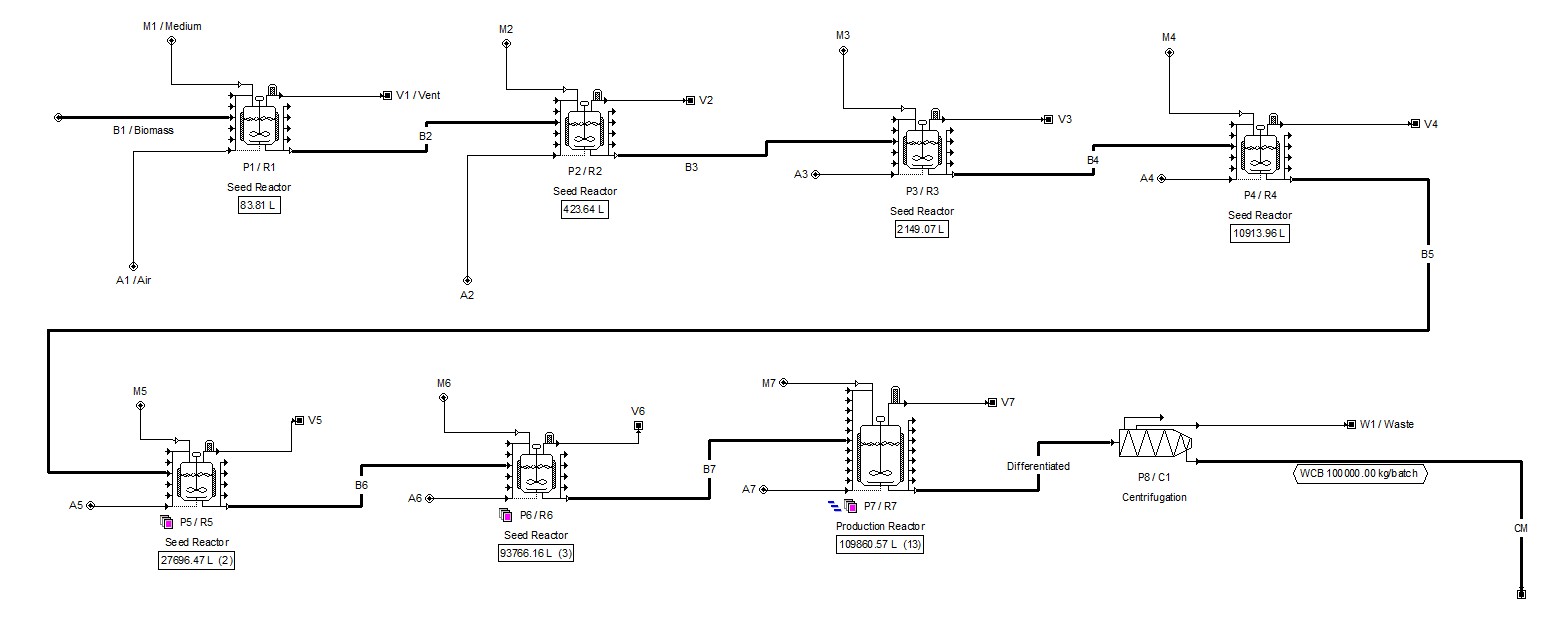 M1 / Medium
M2
M3
M4
V1 / Vent
V2
V3
V4
B1 / Biomass
B2
B3
B4
P1 / R1
Seed Reactor
83.81 L
P2 / R2
Seed Reactor
423.64 L
A3
P3 / R3
Seed Reactor
2149.07 L
A4
P4 / R4
Seed Reactor
10913.96 L
B5
A1 / Air
A2
M5
M6
M7
V5
V6
V7
W1 / Waste
A5
B6
A6
B7
A7
Differentiated
P5 / R5
Seed Reactor
27696.47 L (2)
P6 / R6
Seed Reactor
93766.16 L (3)
P7 / R7
Production Reactor
109860.57 L (13)
P8 / C1
Centrifugation
WCB 100000.00 kg/batch
CM